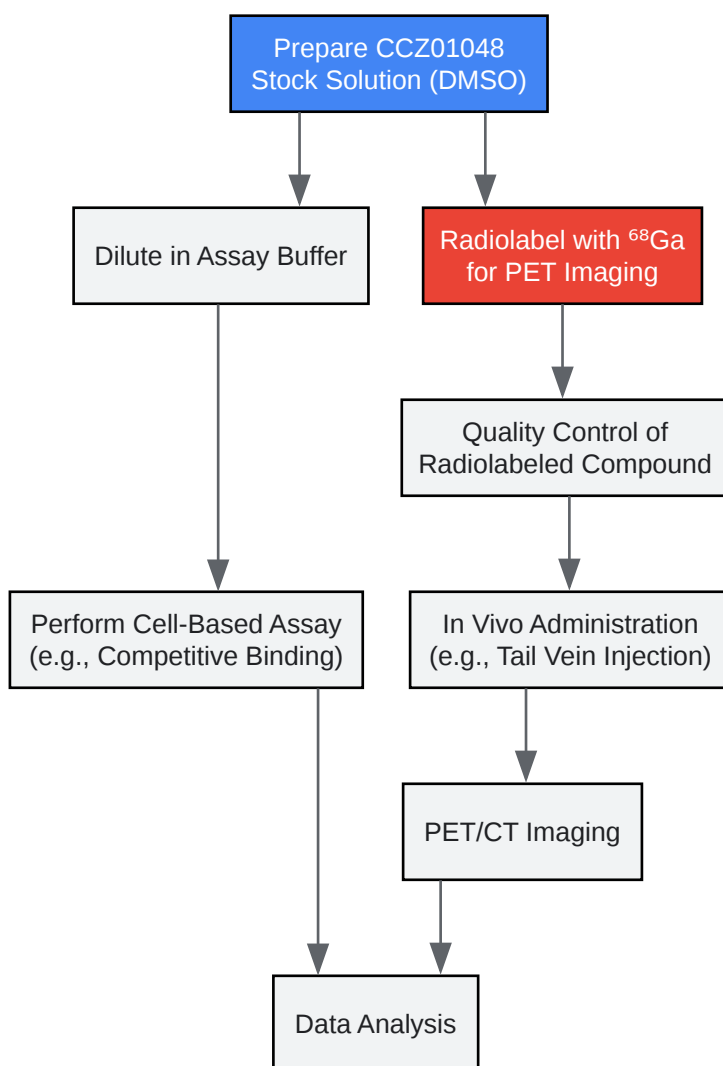 Prepare CCZ01048
Stock Solution (DMSO)
Dilute in Assay Buffer
Radiolabel with ⁶⁸Ga
for PET Imaging
Quality Control of
Radiolabeled Compound
Perform Cell-Based Assay
(e.g., Competitive Binding)
In Vivo Administration
(e.g., Tail Vein Injection)
PET/CT Imaging
Data Analysis